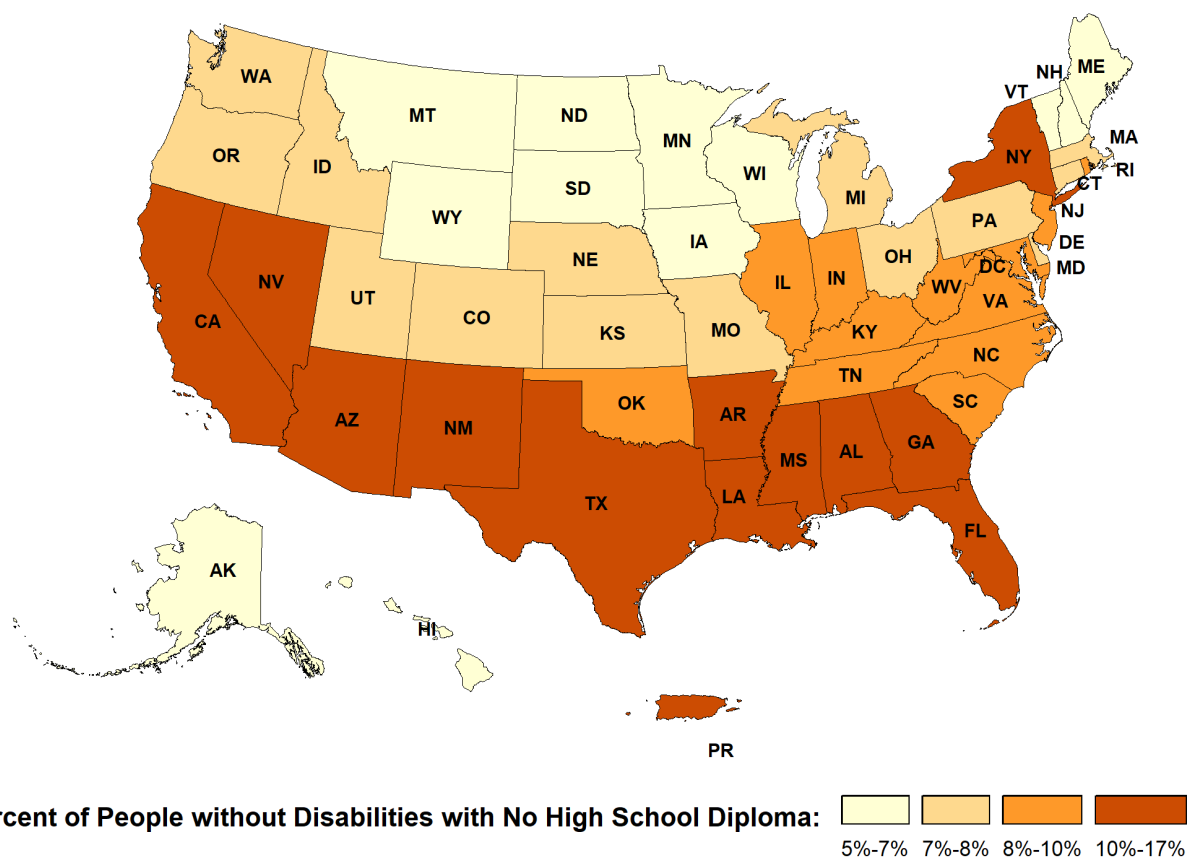 ME
NH
VT
WA
MT
ND
MN
MA
OR
ID
WI
NY
RI
SD
CT
MI
WY
NJ
PA
IA
DE
NE
OH
MD
DC
NV
IL
IN
WV
UT
VA
CO
CA
KS
MO
KY
NC
TN
OK
SC
AZ
NM
AR
GA
MS
AL
LA
TX
FL
AK
HI
PR
rcent of People without Disabilities with No High School Diploma:
5%-7% 7%-8% 8%-10% 10%-17%